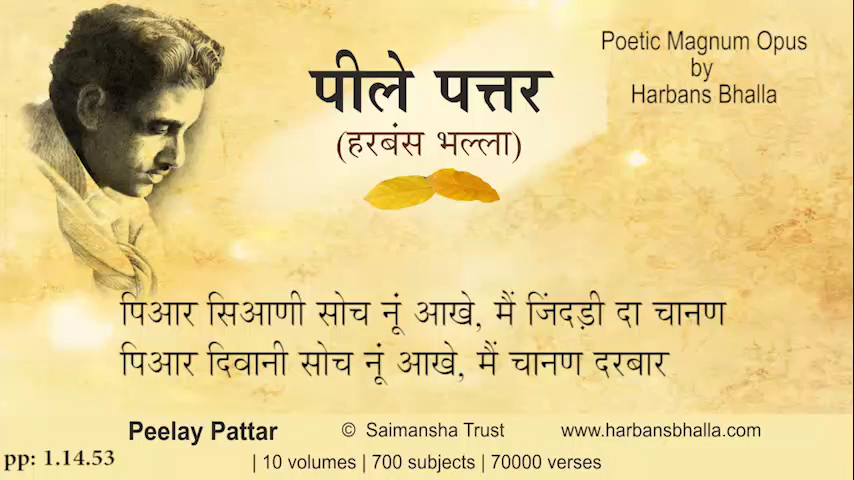 पीले पत्तर
(हरबंस भल्ला)
Poetic Magnum Opus
by
Harbans Bhalla
पिआर सिआणी सोच नूं आखे, मैं जिंदड़ी दा चानण
पिआर दिवानी सोच नूं आखे, मैं चानण दरबार
Peelay Pattar © Saimansha Trust www.harbansbhalla.com
pp: 1.14.53 | 10 volumes | 700 subjects | 70000 verses